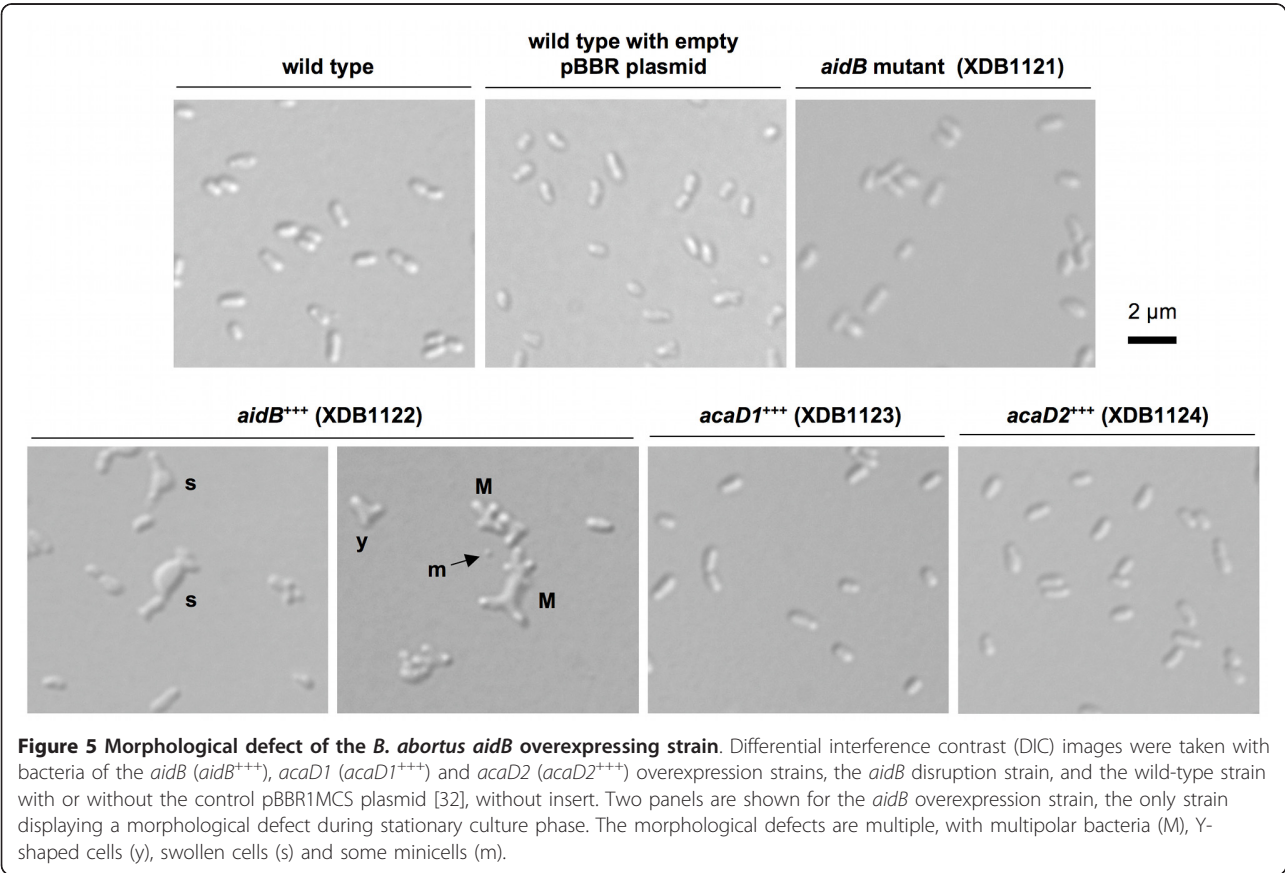 wild type
wild type with empty
pBBR plasmid
aidB mutant (XDB1121)
2 µm
aidB+++ (XDB1122)
acaD1+++ (XDB1123)
acaD2+++ (XDB1124)
s
s
y
M
m
M
Figure 5 Morphological defect of the B. abortus aidB overexpressing strain. Differential interference contrast (DIC) images were taken with
bacteria of the aidB (aidB+++), acaD1 (acaD1+++) and acaD2 (acaD2+++) overexpression strains, the aidB disruption strain, and the wild-type strain
with or without the control pBBR1MCS plasmid [32], without insert. Two panels are shown for the aidB overexpression strain, the only strain
displaying a morphological defect during stationary culture phase. The morphological defects are multiple, with multipolar bacteria (M), Y-
shaped cells (y), swollen cells (s) and some minicells (m).